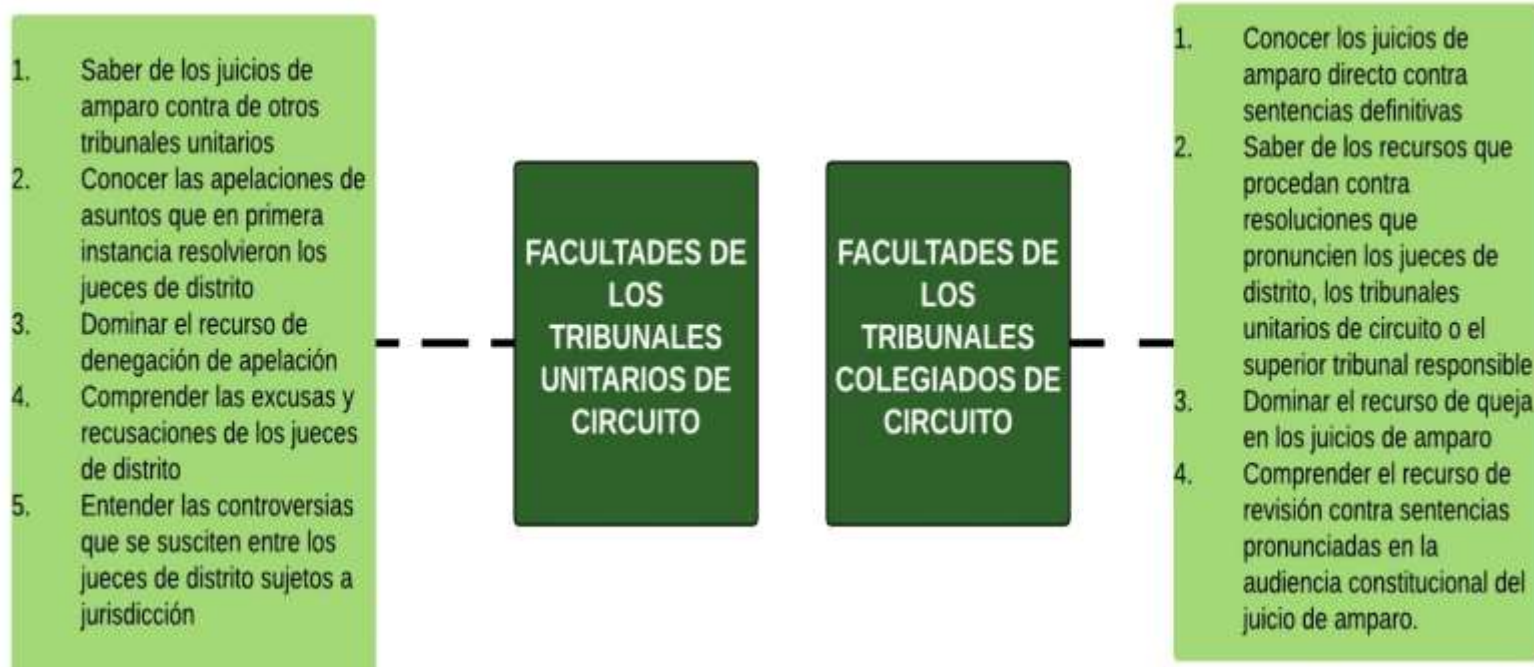 1. Saber de los juicios de
amparo contra de otros
tribunales unitarios
2. Conocer las apelaciones de
asuntos que en primera
instancia resolvieron los
jueces de distrito
3. Dominar el recurso de
denegación de apelación
4. Comprender las excusas y
recusaciones de los jueces
de distrito
5. Entender las controversias
que se susciten entre los
jueces de distrito sujetos a
jurisdicción
FACULTADES DE
LOS
TRIBUNALES
UNITARIOS DE
CIRCUITO
FACULTADES DE
LOS
TRIBUNALES
COLEGIADOS DE
CIRCUITO
1. Conocer los juicios de
amparo directo contra
sentencias definitivas
2. Saber de los recursos que
procedan contra
resoluciones que
pronuncien los jueces de
distrito, los tribunales
unitarios de circuito o el
superior tribunal responsible
3. Dominar el recurso de queja
en los juicios de amparo
4. Comprender el recurso de
revisión contra sentencias
pronunciadas en la
audiencia constitucional del
juicio de amparo.